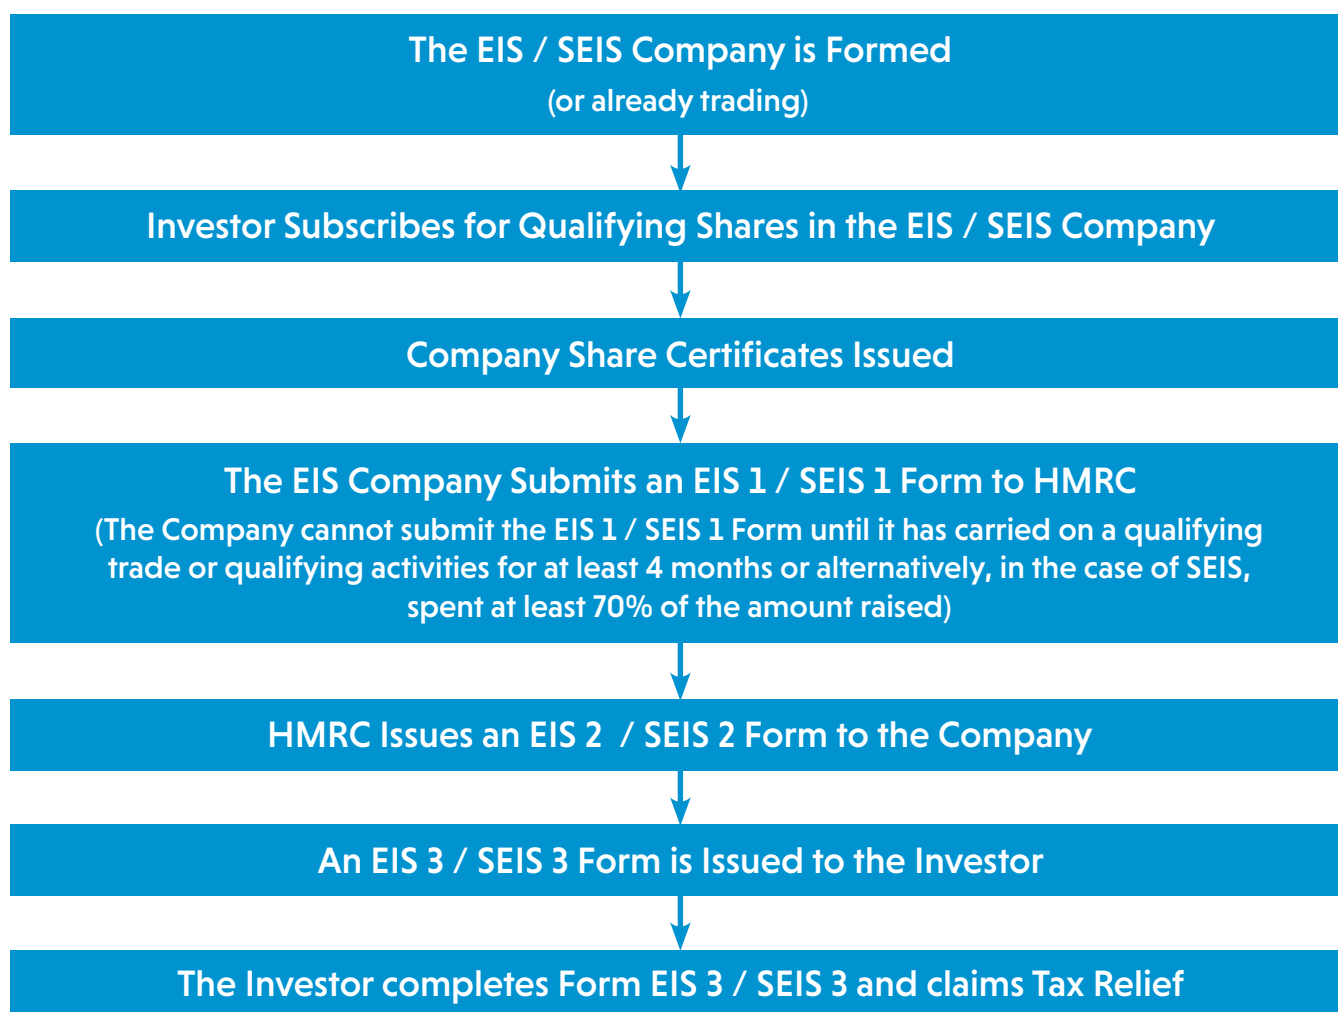 The EIS / SEIS Company is Formed
(or already trading)
Investor Subscribes for Qualifying Shares in the EIS / SEIS Company
Company Share Certificates Issued
The EIS Company Submits an EIS 1 / SEIS 1 Form to HMRC
(The Company cannot submit the EIS 1 / SEIS 1 Form until it has carried on a qualifying
trade or qualifying activities for at least 4 months or alternatively, in the case of SEIS,
spent at least 70% of the amount raised)
HMRC Issues an EIS 2 / SEIS 2 Form to the Company
An EIS 3 / SEIS 3 Form is Issued to the Investor
The Investor completes Form EIS 3 / SEIS 3 and claims Tax Relief